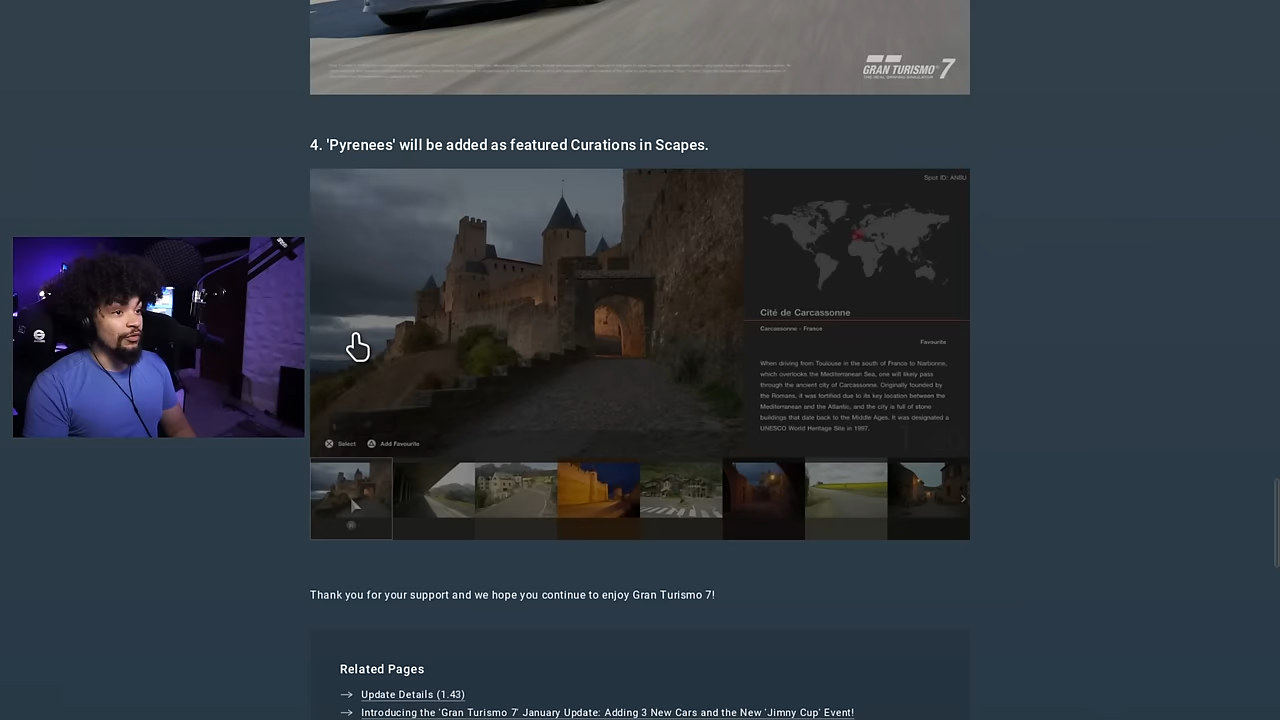 GRAN TURISMO 7
THE REAL DRIVING SIMULATOR
4. 'Pyrenees' will be added as featured Curations in Scapes.
Spot ID: AN8U
Cité de Carcassonne
Carcassonne - France
Favourite
When driving from Toulouse in the south of France to Narbonne,
which overlooks the Mediterranean Sea, one will likely pass
through the ancient city of Carcassonne. Originally founded by
the Romans, it was fortified due to its key location between the
Mediterranean and the Atlantic, and the city is full of stone
buildings that date back to the Middle Ages. It was designated a
UNESCO World Heritage Site in 1997.
Select
Add Favourite
Thank you for your support and we hope you continue to enjoy Gran Turismo 7!
Related Pages
Update Details (1.43)
Introducing the 'Gran Turismo 7' January Update: Adding 3 New Cars and the New 'Jimny Cup' Event!